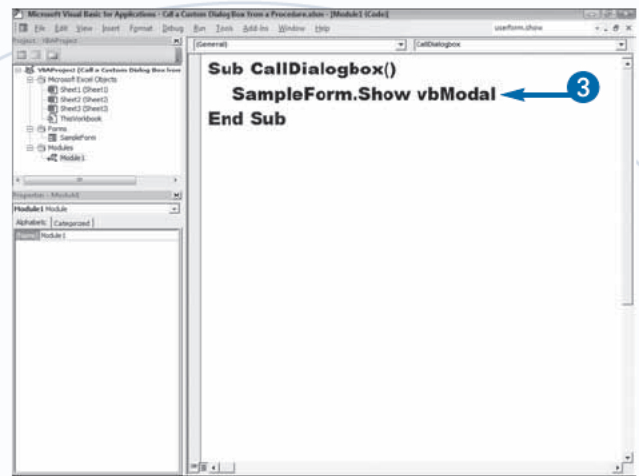 Microsoft Visual Basic for Applications - Call a Custom Dialog Box from a Procedure.xlsm - [Module1 (Code)]
File Edit View Insert Format Debug Run Tools Add-Ins Window Help userform.show
Project - VBAProject
(General) CallDialogbox
VBAProject (Call a Custom Dialog Box from
Microsoft Excel Objects
Sheet1 (Sheet1)
Sheet2 (Sheet2)
Sheet3 (Sheet3)
ThisWorkbook
Forms
SampleForm
Modules
Module1
Sub CallDialogbox()
SampleForm.Show vbModal
3
End Sub
Properties - Module1
Module1 Module
Alphabetic Categorized
(Name) Module1